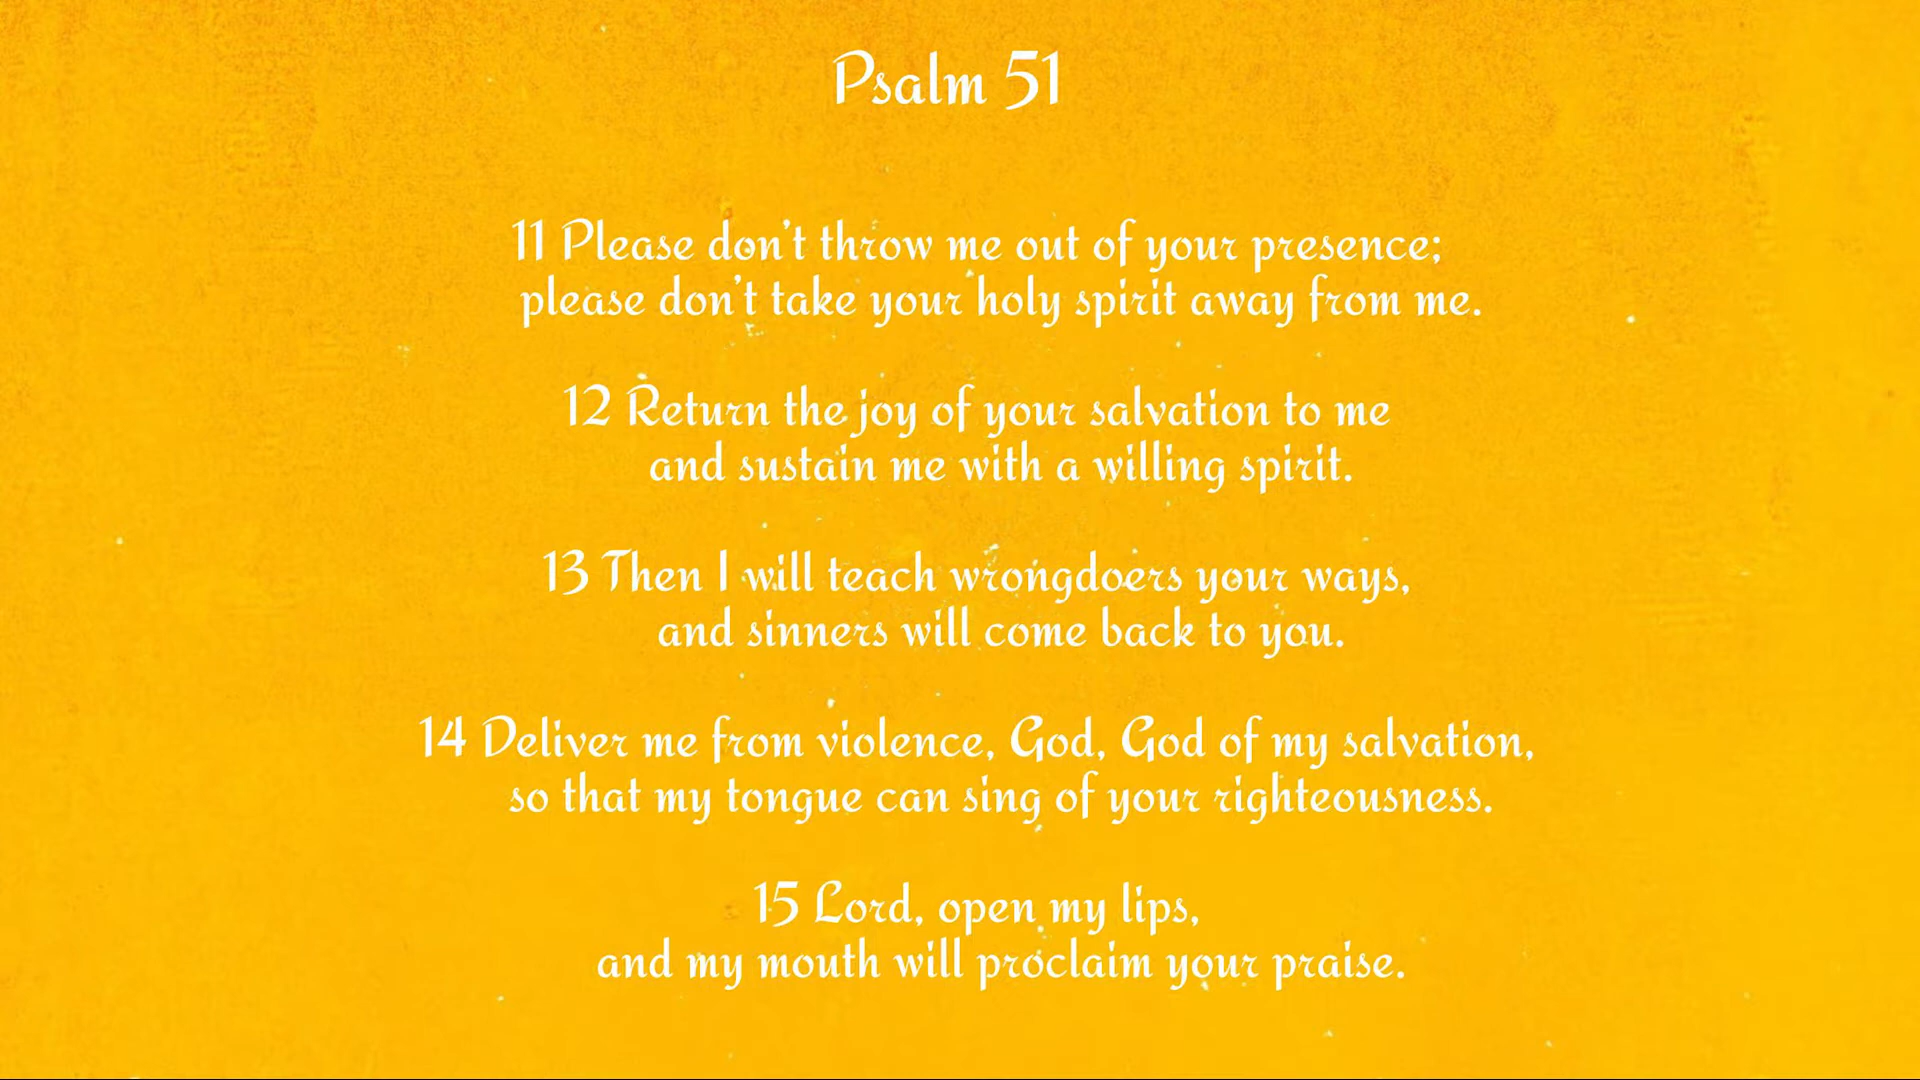 Psalm 51
11 Please don't throw me out of your presence;
please don't take your holy spirit away from me.
12 Return the joy of your salvation to me
and sustain me with a willing spirit.
13 Then I will teach wrongdoers your ways,
and sinners will come back to you.
14 Deliver me from violence, God, God of my salvation,
so that my tongue can sing of your righteousness.
15 Lord, open my lips,
and my mouth will proclaim your praise.